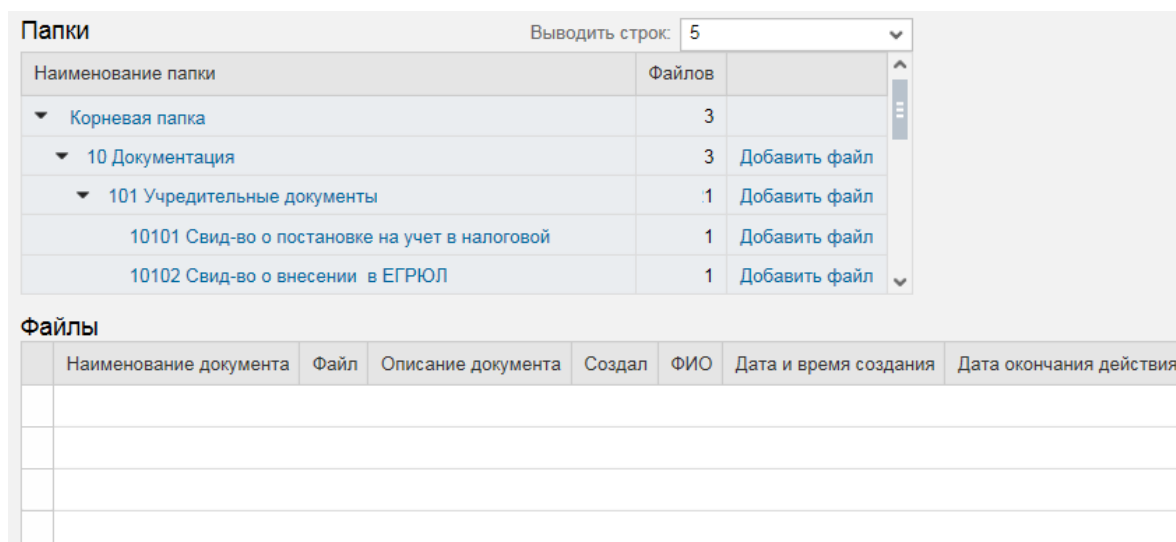 Папки Выводить строк: 5
Наименование папки Файлов
Корневая папка 3
10 Документация 3 Добавить файл
101 Учредительные документы 1 Добавить файл
10101 Свид-во о постановке на учет в налоговой 1 Добавить файл
10102 Свид-во о внесении в ЕГРЮЛ 1 Добавить файл
Файлы
Наименование документа Файл Описание документа Создал ФИО Дата и время создания Дата окончания действия